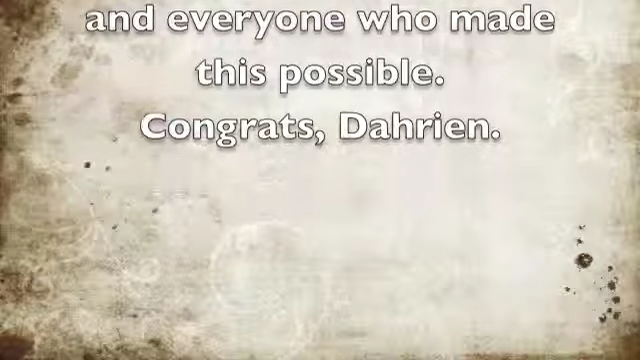 and everyone who made
this possible.
Congrats, Dahrien.